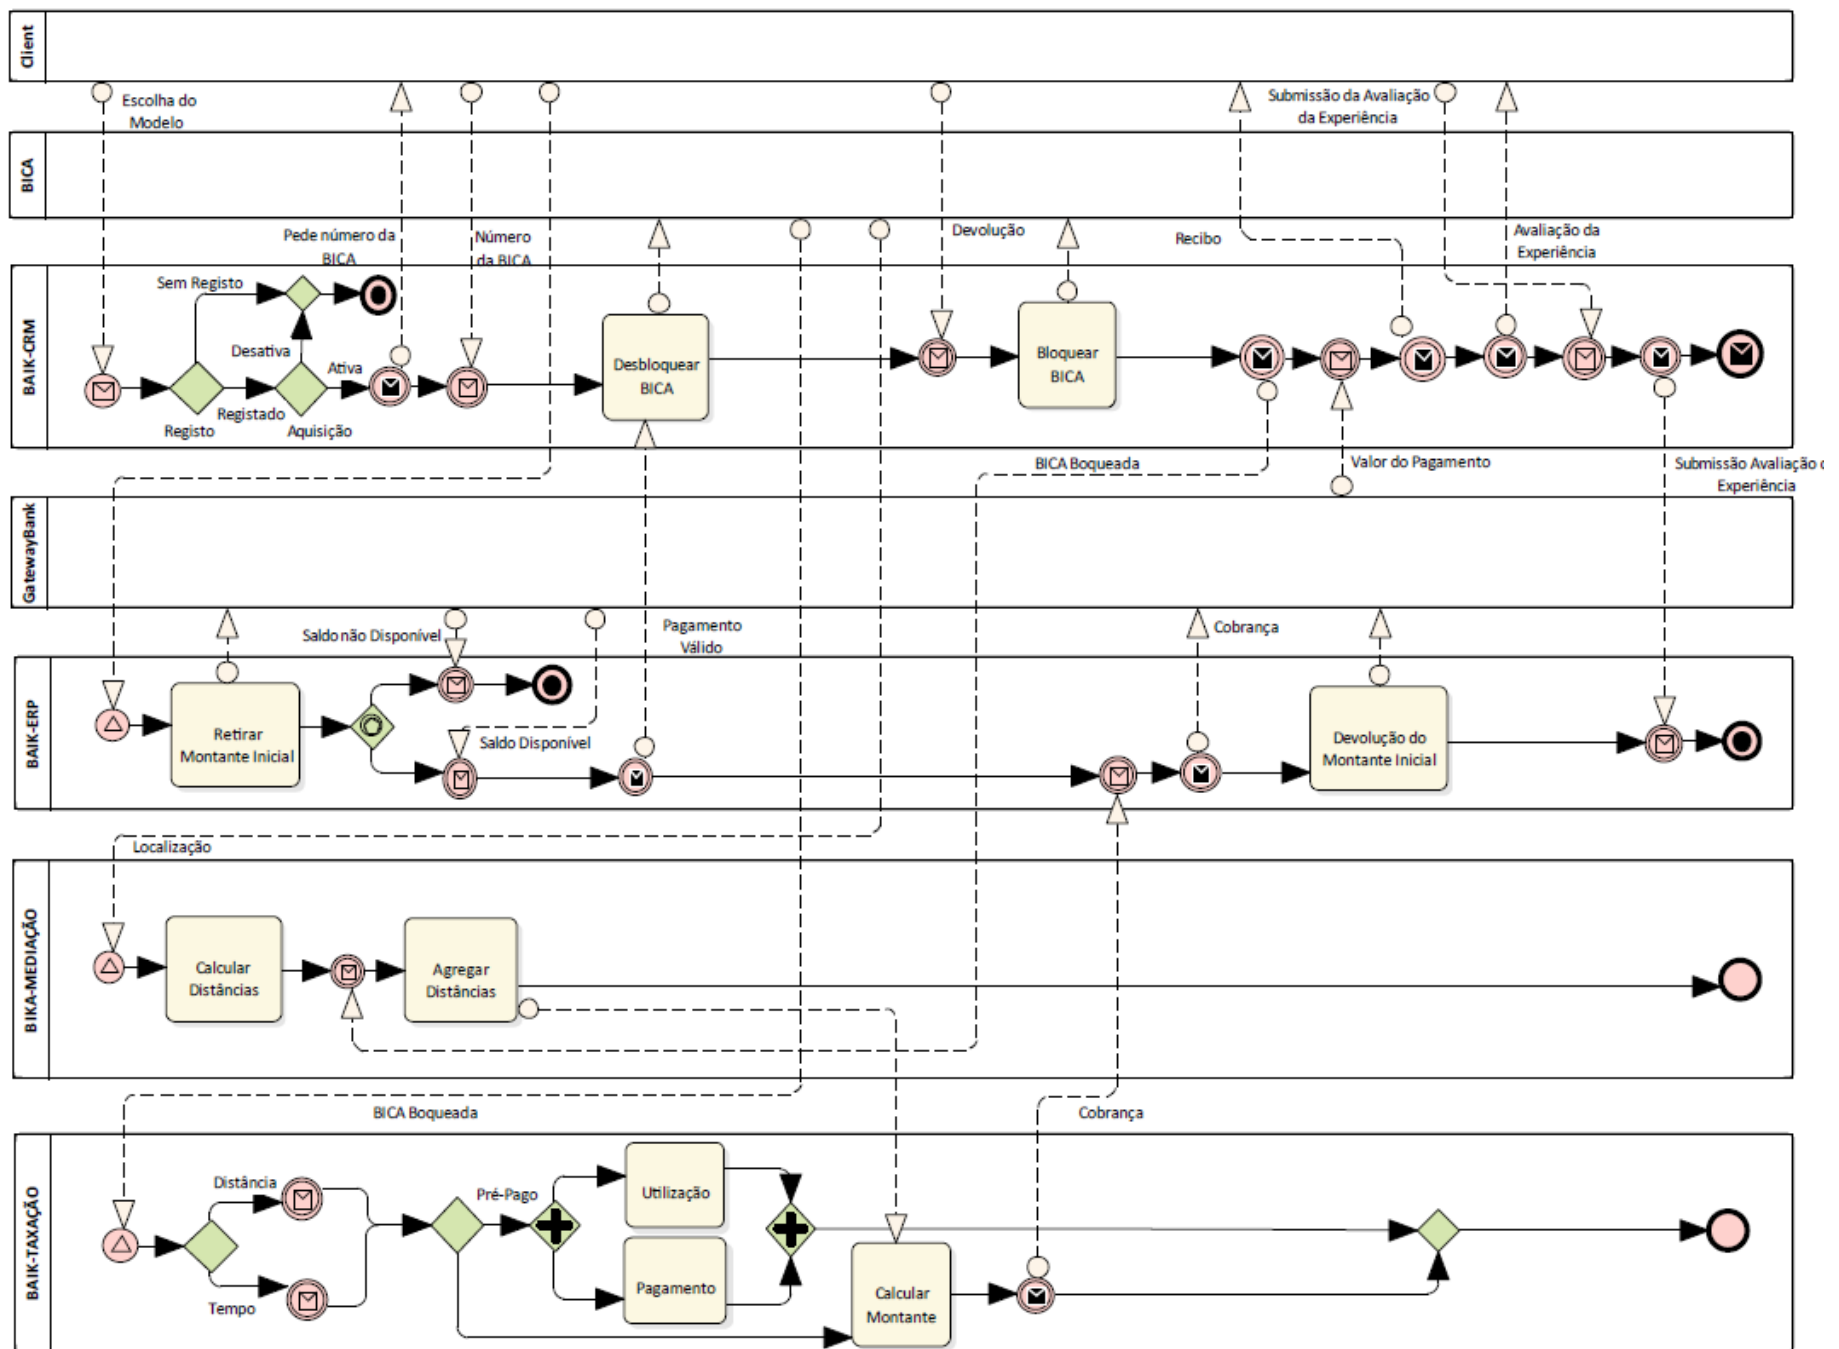 Client
Escolha do
Modelo
Submissão da Avaliação
da Experiência
BICA
Pede número da
BICA
Número
da BICA
Devolução
Recibo
Avaliação da
Experiência
BAIK-CRM
Sem Registo
Desativa
Ativa
Registado
Registo
Aquisição
Desbloquear
BICA
Bloquear
BICA
BICA Boqueada
Valor do Pagamento
Submissão Avaliação
Experiência
GatewayBank
Saldo não Disponível
Pagamento
Válido
Cobrança
BAIK-ERP
Retirar
Montante Inicial
Saldo Disponível
Devolução do
Montante Inicial
Localização
BIKA-MEDIAÇÃO
Calcular
Distâncias
Agregar
Distâncias
BICA Boqueada
Cobrança
BAIK-TAXAÇÃO
Distância
Tempo
Pré-Pago
Utilização
Pagamento
Calcular
Montante